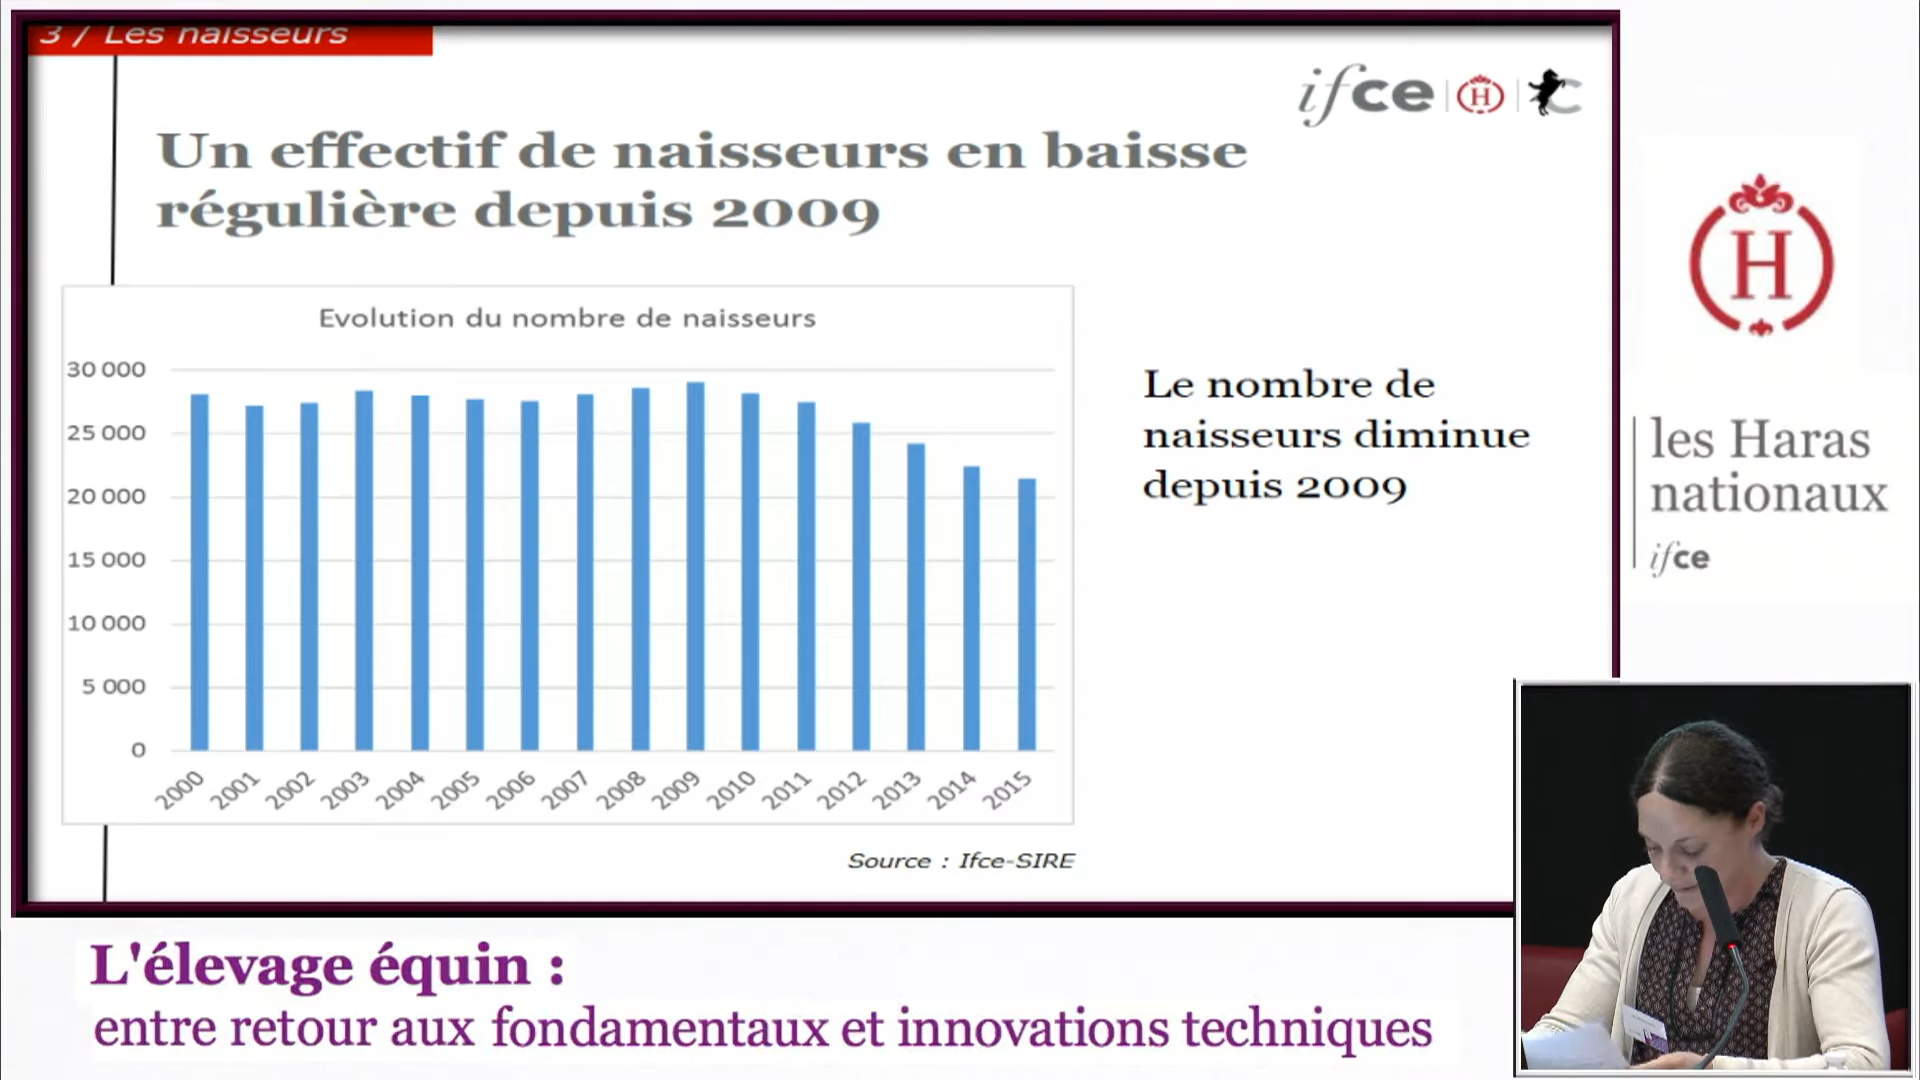 3 / Les naisseurs
ifce H
Un effectif de naisseurs en baisse
régulière depuis 2009
Evolution du nombre de naisseurs
30 000
25 000
20 000
15 000
10 000
5 000
0
2000 2001 2002 2003 2004 2005 2006 2007 2008 2009 2010 2011 2012 2013 2014 2015
Source : Ifce-SIRE
Le nombre de
naisseurs diminue
depuis 2009
H
les Haras
nationaux
ifce
L'élevage équin :
entre retour aux fondamentaux et innovations techniques